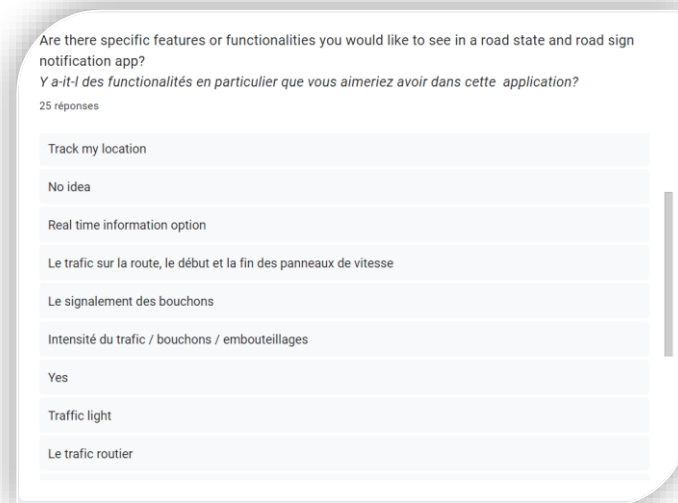 Are there specific features or functionalities you would like to see in a road state and road sign
notification app?
Y a-it-l des functionalités en particulier que vous aimeriez avoir dans cette application?
25 réponses
Track my location
No idea
Real time information option
Le trafic sur la route, le début et la fin des panneaux de vitesse
Le signalement des bouchons
Intensité du trafic / bouchons / embouteillages
Yes
Traffic light
Le trafic routier